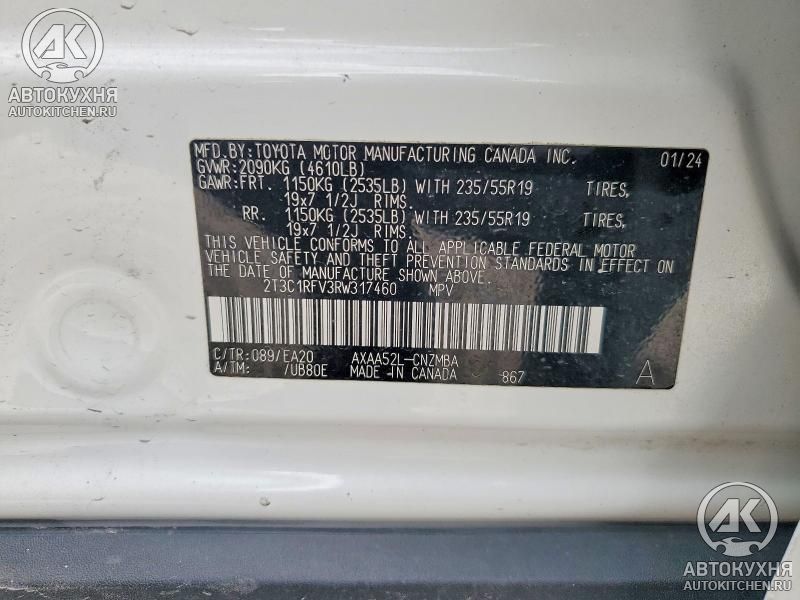 AK
АВТОКУХНЯ
AUTOKITCHEN.RU
MFD.BY:TOYOTA MOTOR MANUFACTURING CANADA INC. 01/24
GVWR:2090KG (4610LB)
GAWR:FRT. 1150KG (2535LB) WITH 235/55R19 TIRES,
19x7 1/2J RIMS.
RR. 1150KG (2535LB) WITH 235/55R19 TIRES,
19x7 1/2J RIMS.
THIS VEHICLE CONFORMS TO ALL APPLICABLE FEDERAL MOTOR
VEHICLE SAFETY AND THEFT PREVENTION STANDARDS IN EFFECT ON
THE DATE OF MANUFACTURE SHOWN ABOVE.
2T3C1RFV3RW317460 MPV
C/TR:089/EA20 AXAA52L-CNZMBA
A/TM: /UB80E MADE IN CANADA 867 A
AK
АВТОКУХНЯ
AUTOKITCHEN.RU